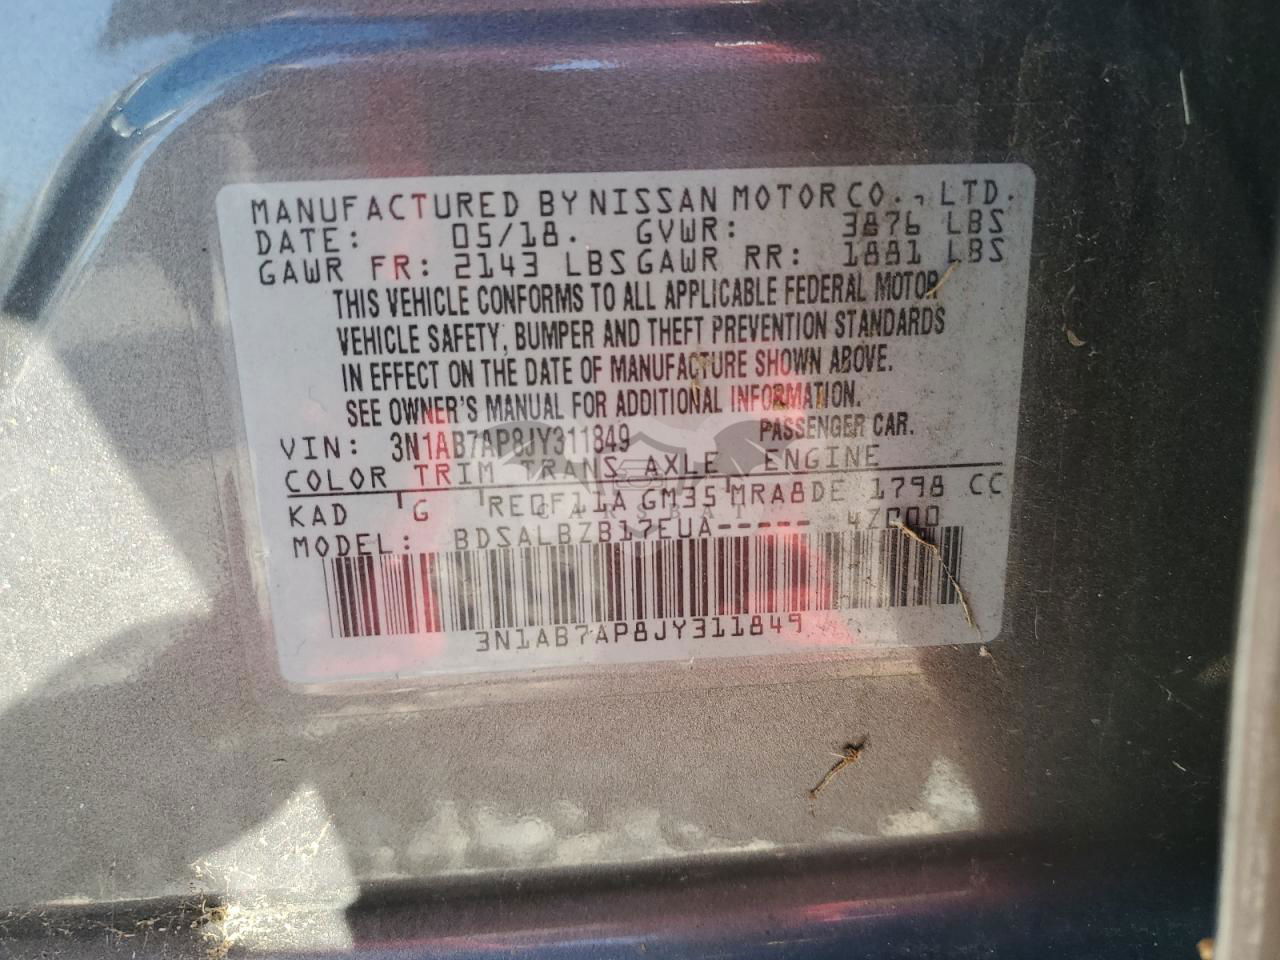 MANUFACTURED BY NISSAN MOTOR CO., LTD.
DATE: 05/18. GVWR: 3876 LBS
GAWR FR: 2143 LBS GAWR RR: 1881 LBS
THIS VEHICLE CONFORMS TO ALL APPLICABLE FEDERAL MOTOR
VEHICLE SAFETY, BUMPER AND THEFT PREVENTION STANDARDS
IN EFFECT ON THE DATE OF MANUFACTURE SHOWN ABOVE.
SEE OWNER'S MANUAL FOR ADDITIONAL INFORMATION.
VIN: 3N1AB7AP8JY311849 PASSENGER CAR.
COLOR TRIM TRANS AXLE ENGINE
KAD G RE0F11A GM35 MRA8DE 1798 CC
CARSBAT
MODEL: BDSALBZB17EUA-----
3N1AB7AP8JY311849